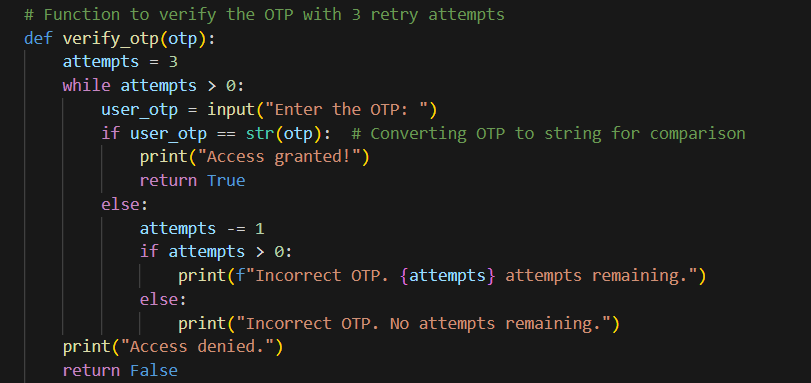 # Function to verify the OTP with 3 retry attempts
def verify_otp(otp):
    attempts = 3
    while attempts > 0:
        user_otp = input("Enter the OTP: ")
        if user_otp == str(otp):  # Converting OTP to string for comparison
            print("Access granted!")
            return True
        else:
            attempts -= 1
            if attempts > 0:
                print(f"Incorrect OTP. {attempts} attempts remaining.")
            else:
                print("Incorrect OTP. No attempts remaining.")
    print("Access denied.")
    return False